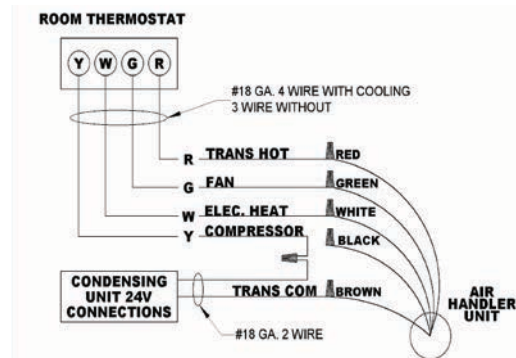 ROOM THERMOSTAT
Y W G R
#18 GA. 4 WIRE WITH COOLING
3 WIRE WITHOUT
R TRANS HOT RED
G FAN GREEN
W ELEC. HEAT WHITE
Y COMPRESSOR
BLACK
CONDENSING
UNIT 24V
CONNECTIONS
TRANS COM BROWN
#18 GA. 2 WIRE
AIR
HANDLER
UNIT